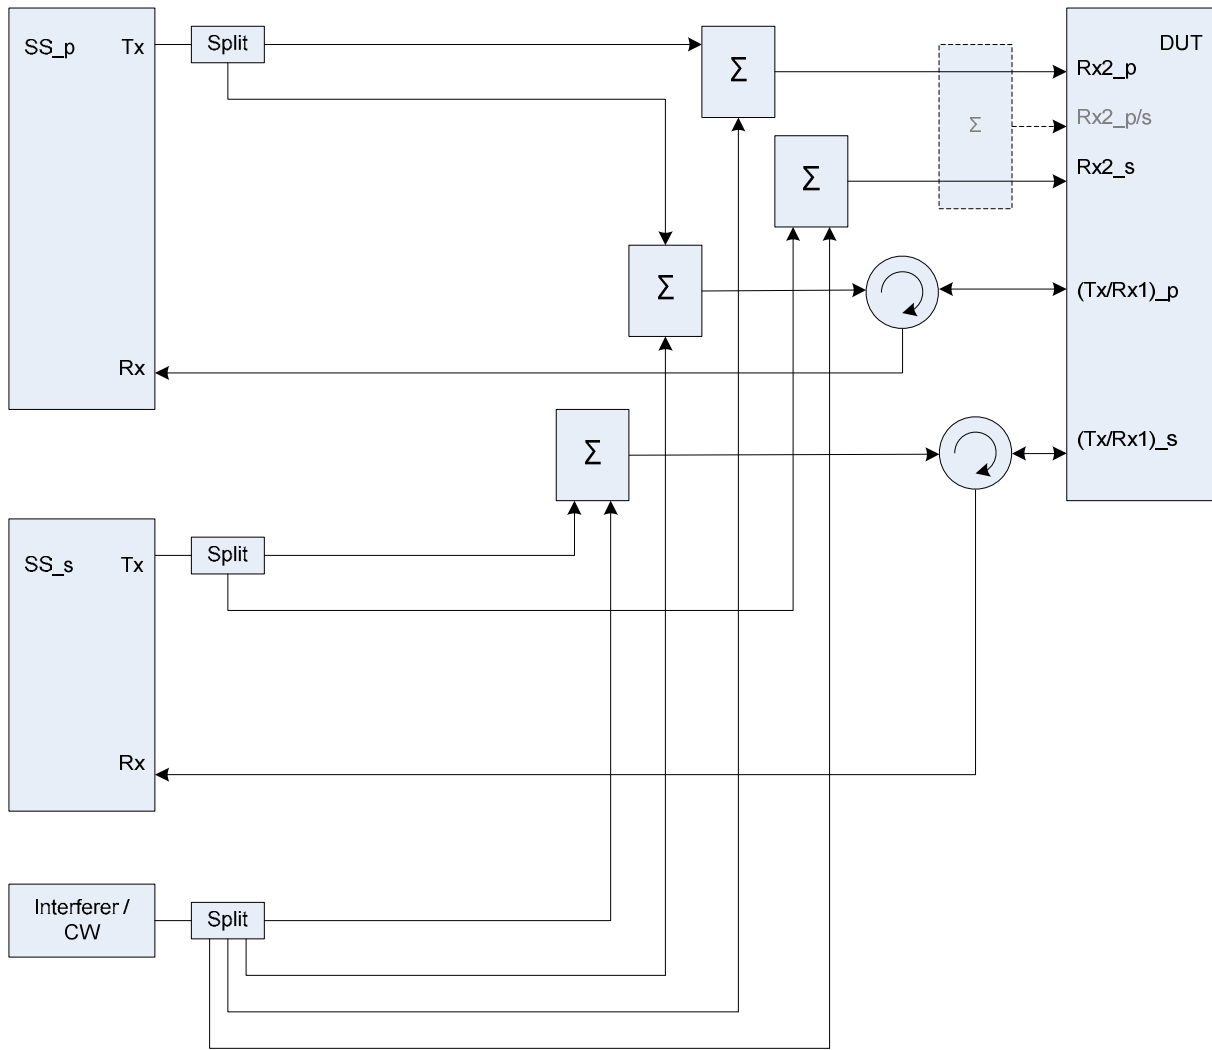 SS_p
Tx
Split
Σ
DUT
Rx2_p
Σ
Rx2_p/s
Σ
Rx2_s
Σ
(Tx/Rx1)_p
Rx
Σ
(Tx/Rx1)_s
SS_s
Tx
Split
Rx
Interferer /
CW
Split